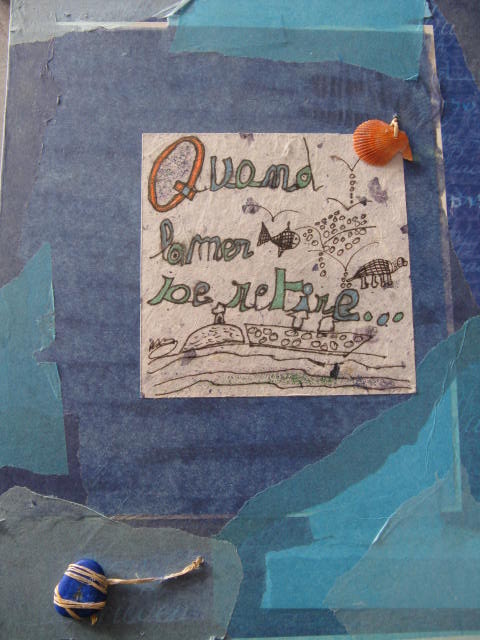 Quand
la mer
se retire...